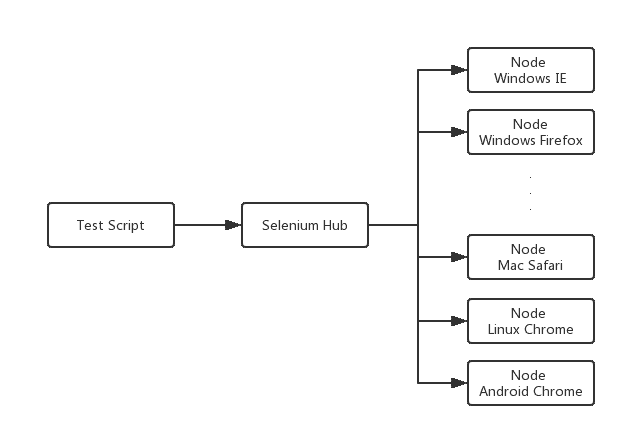 Node
Windows IE
Node
Windows Firefox
.
.
.
Test Script
Selenium Hub
Node
Mac Safari
Node
Linux Chrome
Node
Android Chrome